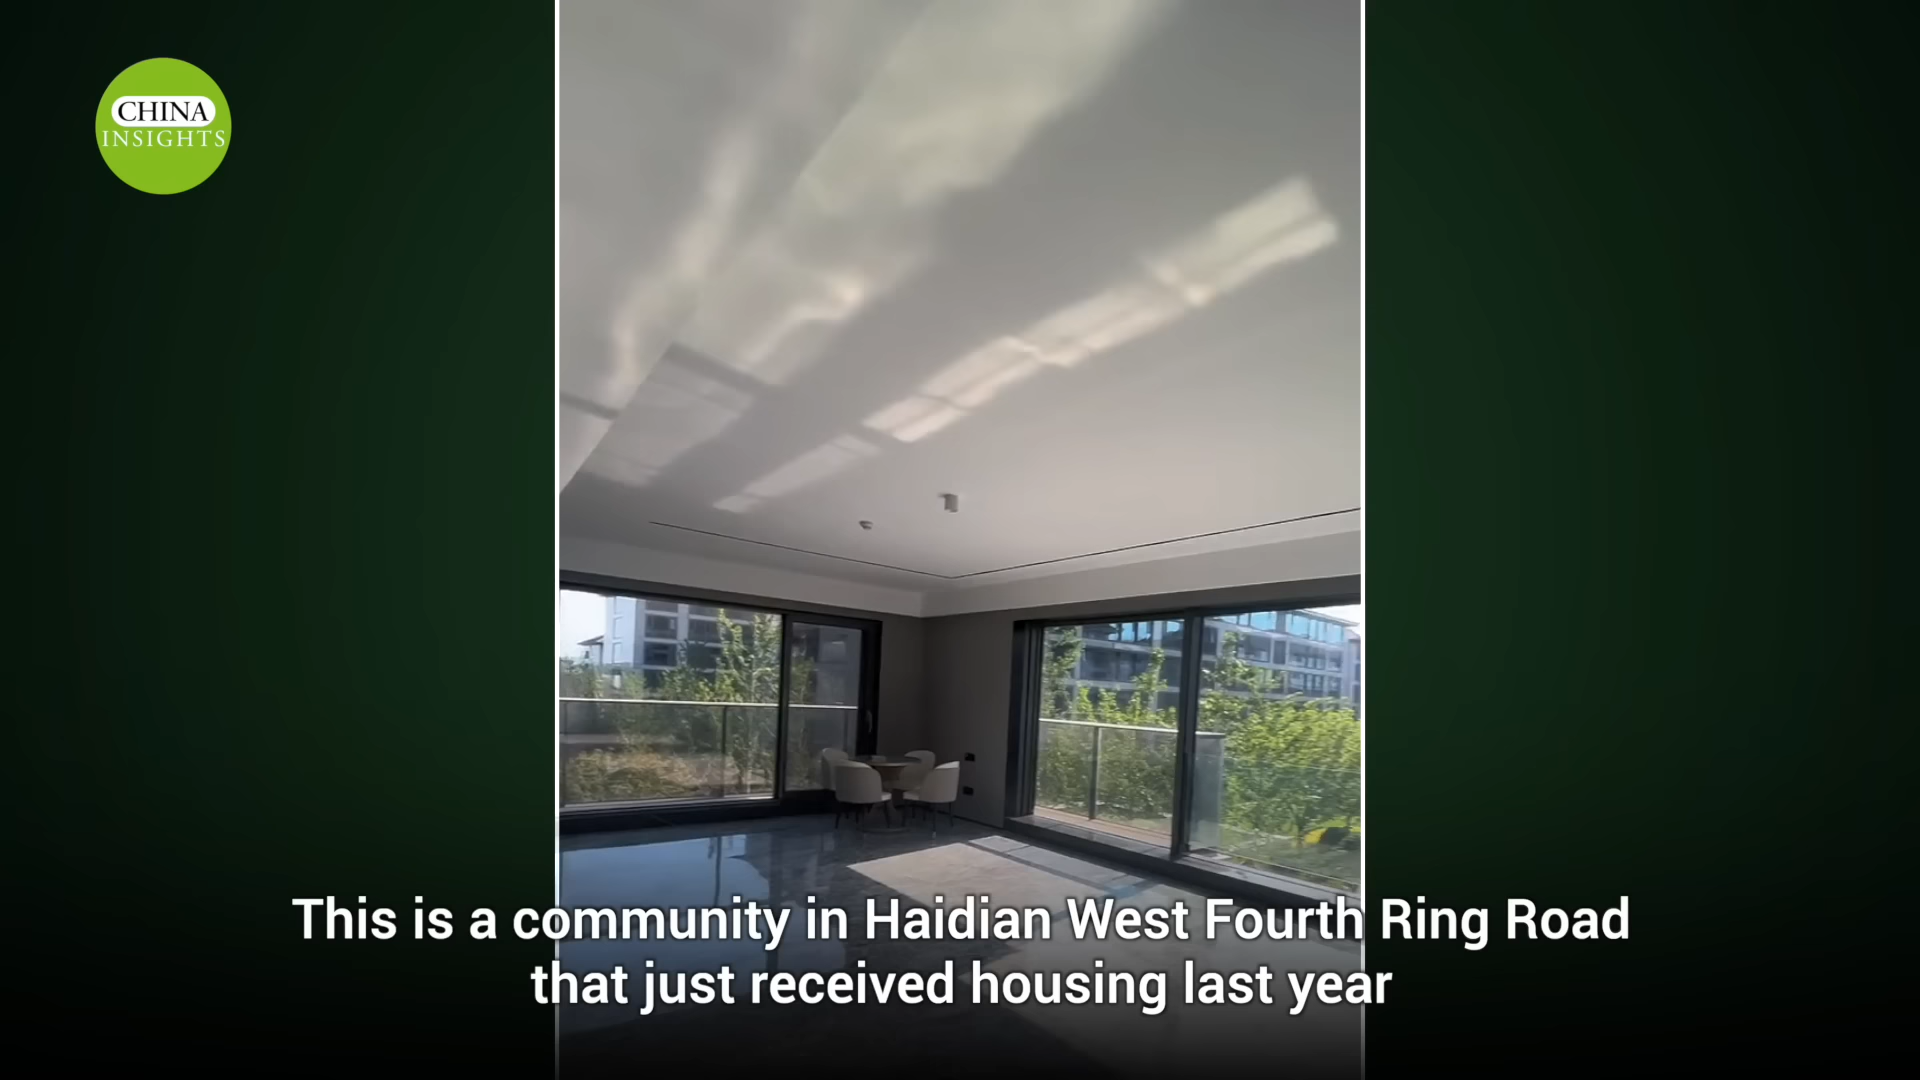 CHINA
INSIGHTS
This is a community in Haidian West Fourth Ring Road
that just received housing last year